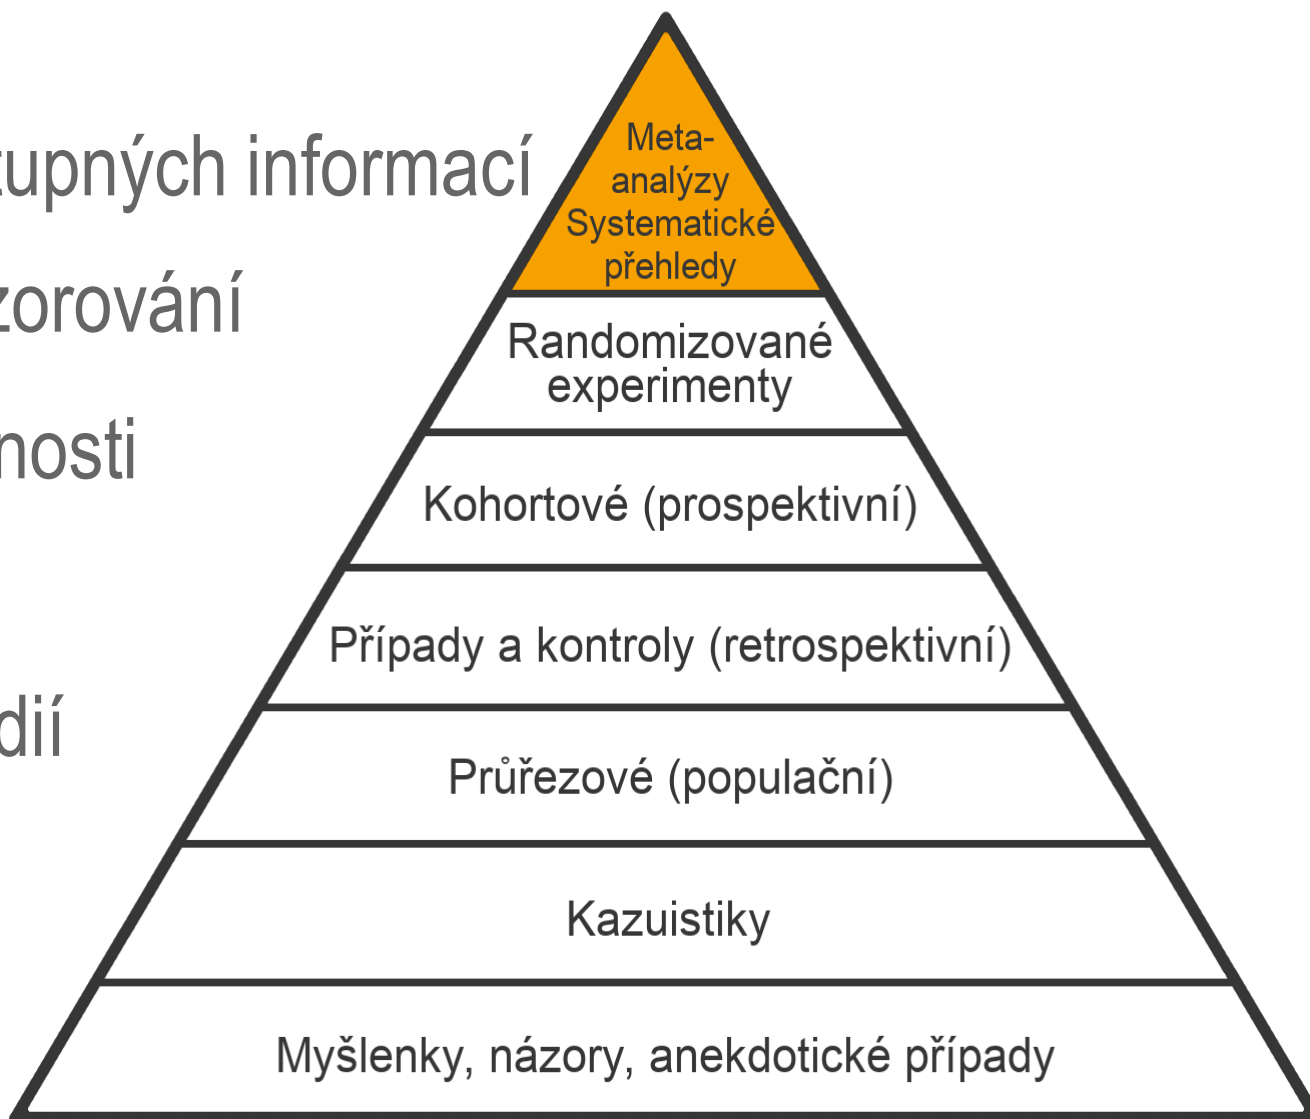 tupných informací
zorování
nosti
dií
Meta-
analýzy
Systematické
přehledy
Randomizované
experimenty
Kohortové (prospektivní)
Případy a kontroly (retrospektivní)
Průřezové (populační)
Kazuistiky
Myšlenky, názory, anekdotické případy